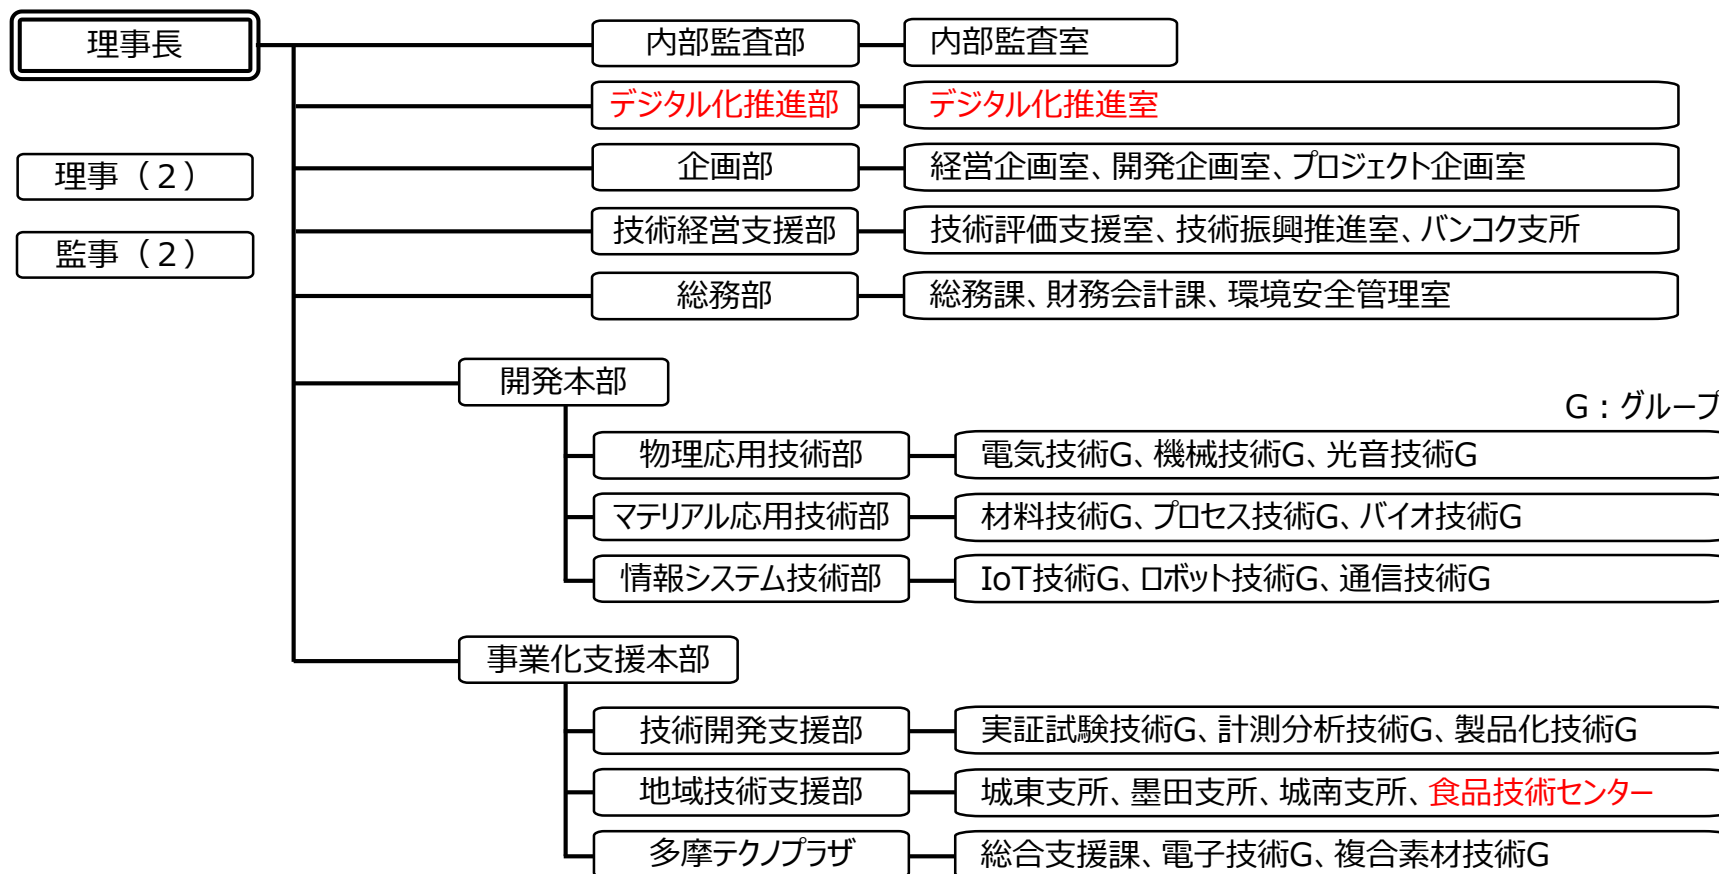 理事長
内部監査部
内部監査室
デジタル化推進部
デジタル化推進室
理事（２）
企画部
経営企画室、開発企画室、プロジェクト企画室
監事（２）
技術経営支援部
技術評価支援室、技術振興推進室、バンコク支所
総務部
総務課、財務会計課、環境安全管理室
開発本部
G：グループ
物理応用技術部
電気技術G、機械技術G、光音技術G
マテリアル応用技術部
材料技術G、プロセス技術G、バイオ技術G
情報システム技術部
IoT技術G、ロボット技術G、通信技術G
事業化支援本部
技術開発支援部
実証試験技術G、計測分析技術G、製品化技術G
地域技術支援部
城東支所、墨田支所、城南支所、食品技術センター
多摩テクノプラザ
総合支援課、電子技術G、複合素材技術G